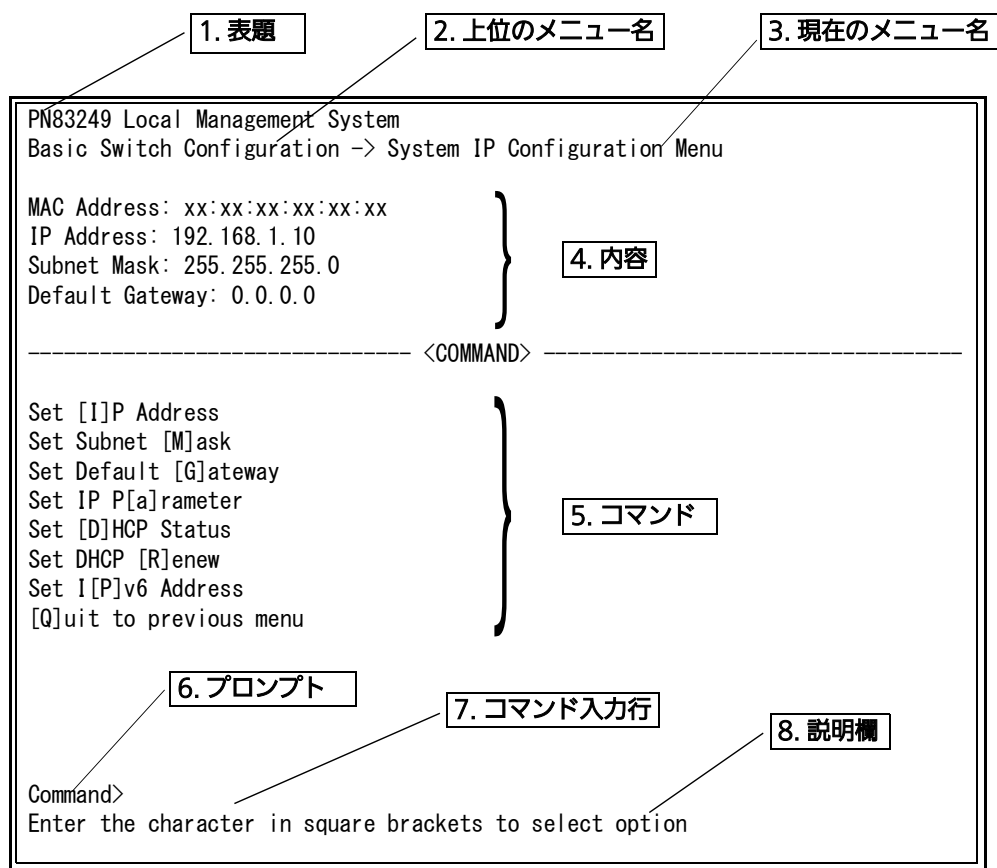 1. 表題
2. 上位のメニュー名
3. 現在のメニュー名
PN83249 Local Management System
Basic Switch Configuration -> System IP Configuration Menu
MAC Address: xx:xx:xx:xx:xx:xx
IP Address: 192.168.1.10
Subnet Mask: 255.255.255.0
Default Gateway: 0.0.0.0
4. 内容
-------------------------------- <COMMAND> -----------------------------------
Set [I]P Address
Set Subnet [M]ask
Set Default [G]ateway
Set IP P[a]rameter
Set [D]HCP Status
Set DHCP [R]enew
Set I[P]v6 Address
[Q]uit to previous menu
5. コマンド
6. プロンプト
7. コマンド入力行
8. 説明欄
Command>
Enter the character in square brackets to select option